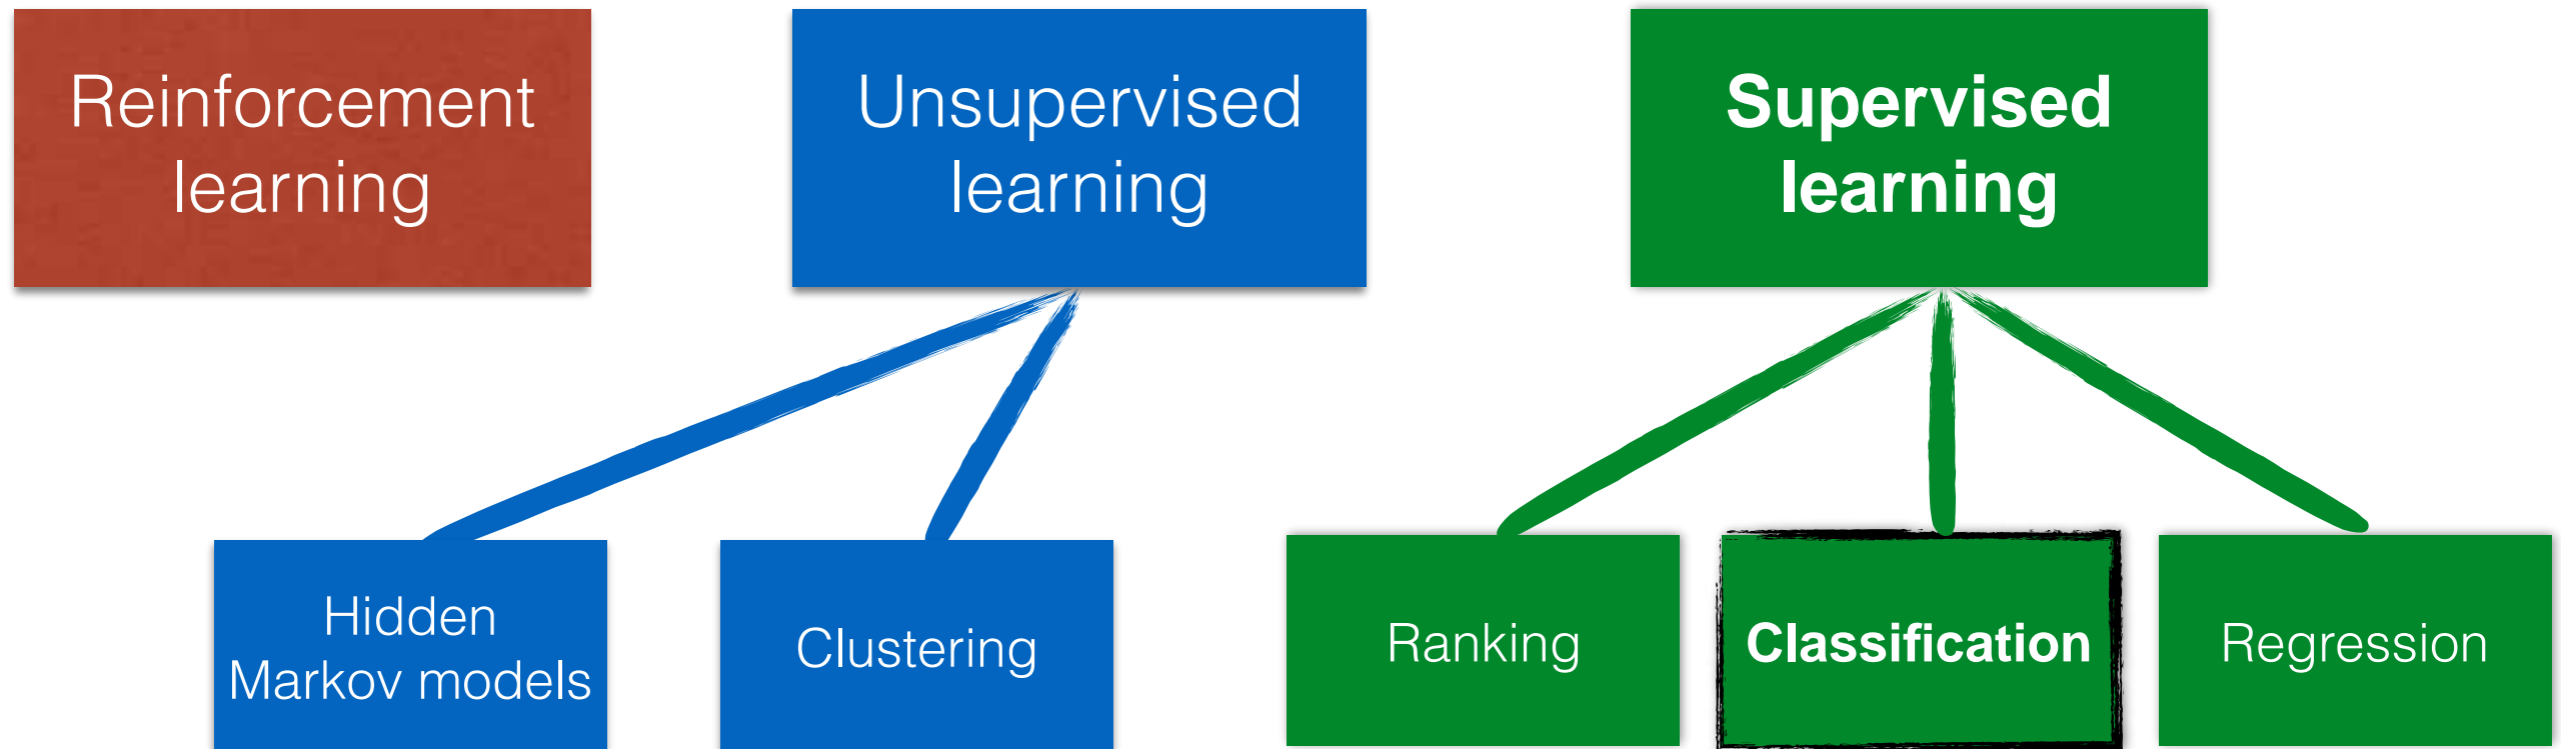 Reinforcement
learning
Unsupervised
learning
Supervised
learning
Hidden
Markov models
Clustering
Ranking
Classification
Regression